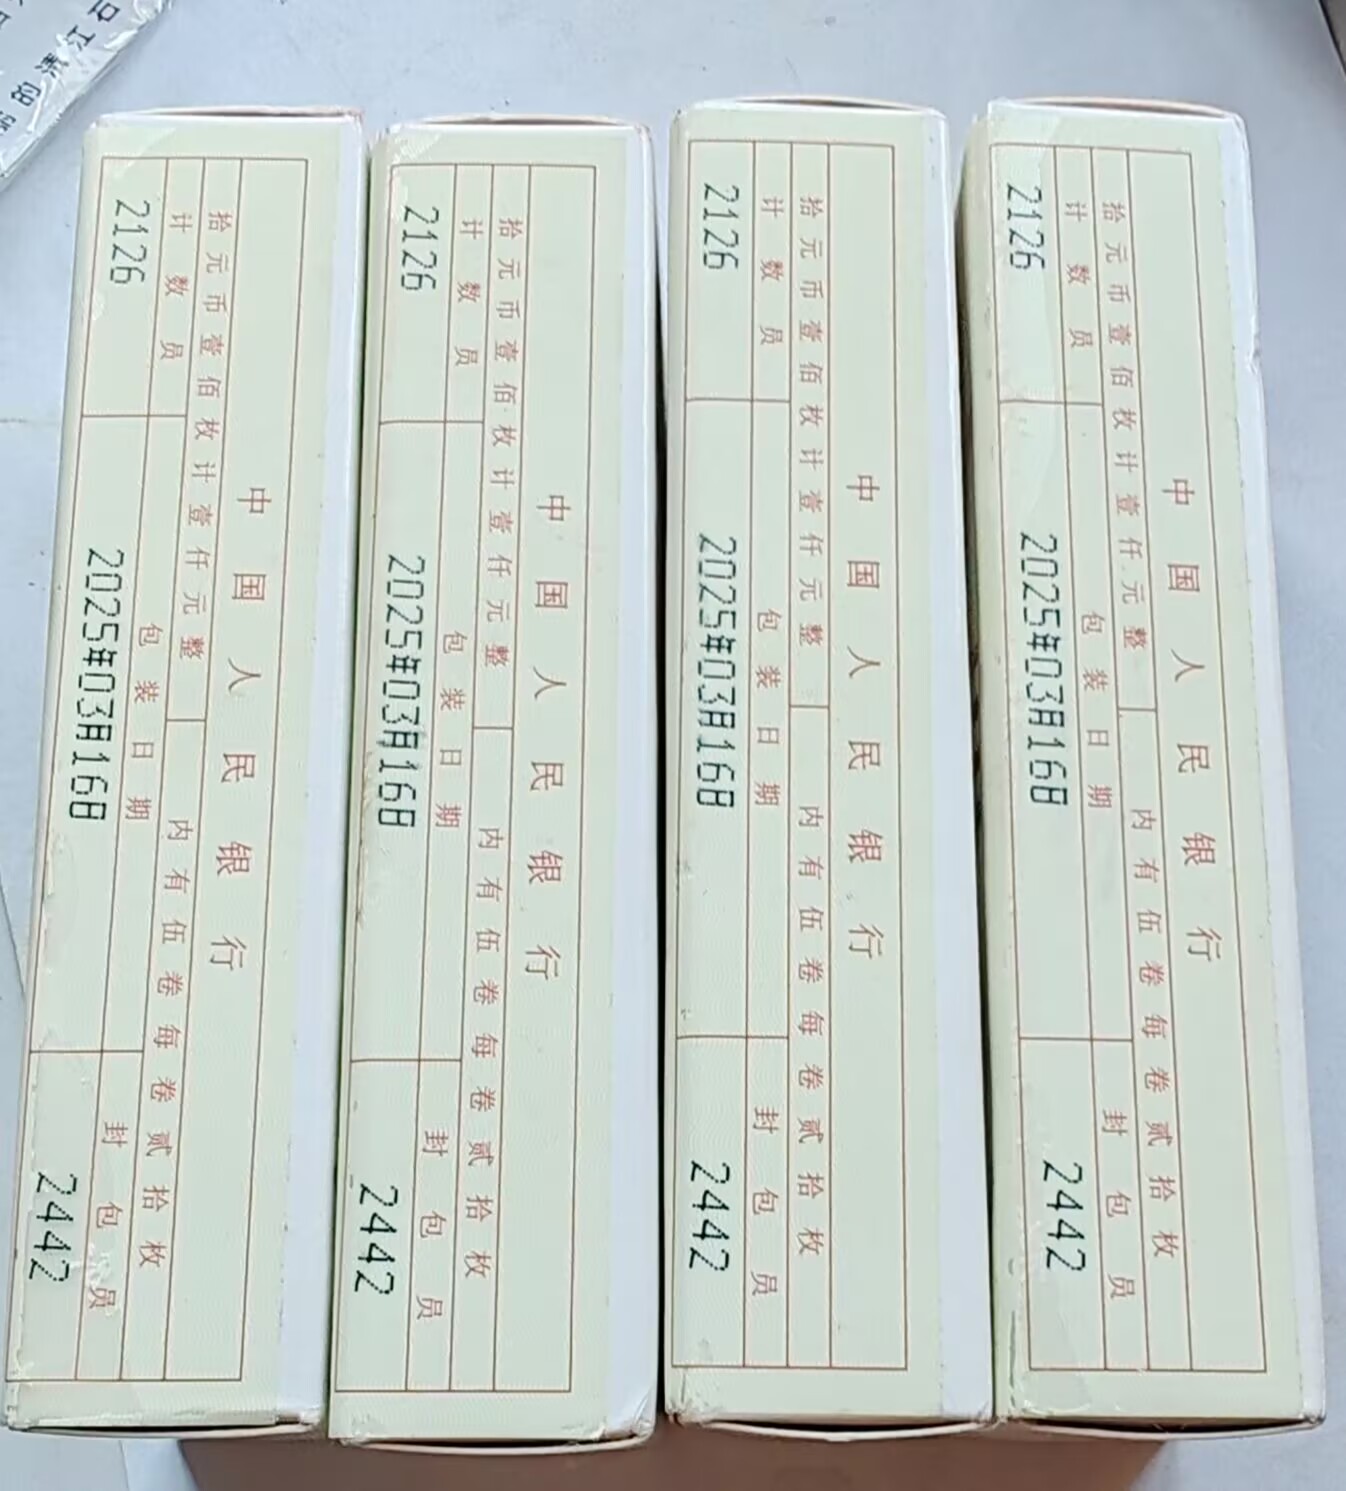 的清江石
中国人民银行
拾元币壹佰枚计壹仟元整
内有伍卷每卷贰拾枚
计数员
包装日期
封包员
2126
2025年03月16日
2442
中国人民银行
拾元币壹佰枚计壹仟元整
内有伍卷每卷贰拾枚
计数员
包装日期
封包员
2126
2025年03月16日
2442
中国人民银行
拾元币壹佰枚计壹仟元整
内有伍卷每卷贰拾枚
计数员
包装日期
封包员
2126
2025年03月16日
2442
中国人民银行
拾元币壹佰枚计壹仟元整
内有伍卷每卷贰拾枚
计数员
包装日期
封包员
2126
2025年03月16日
2442